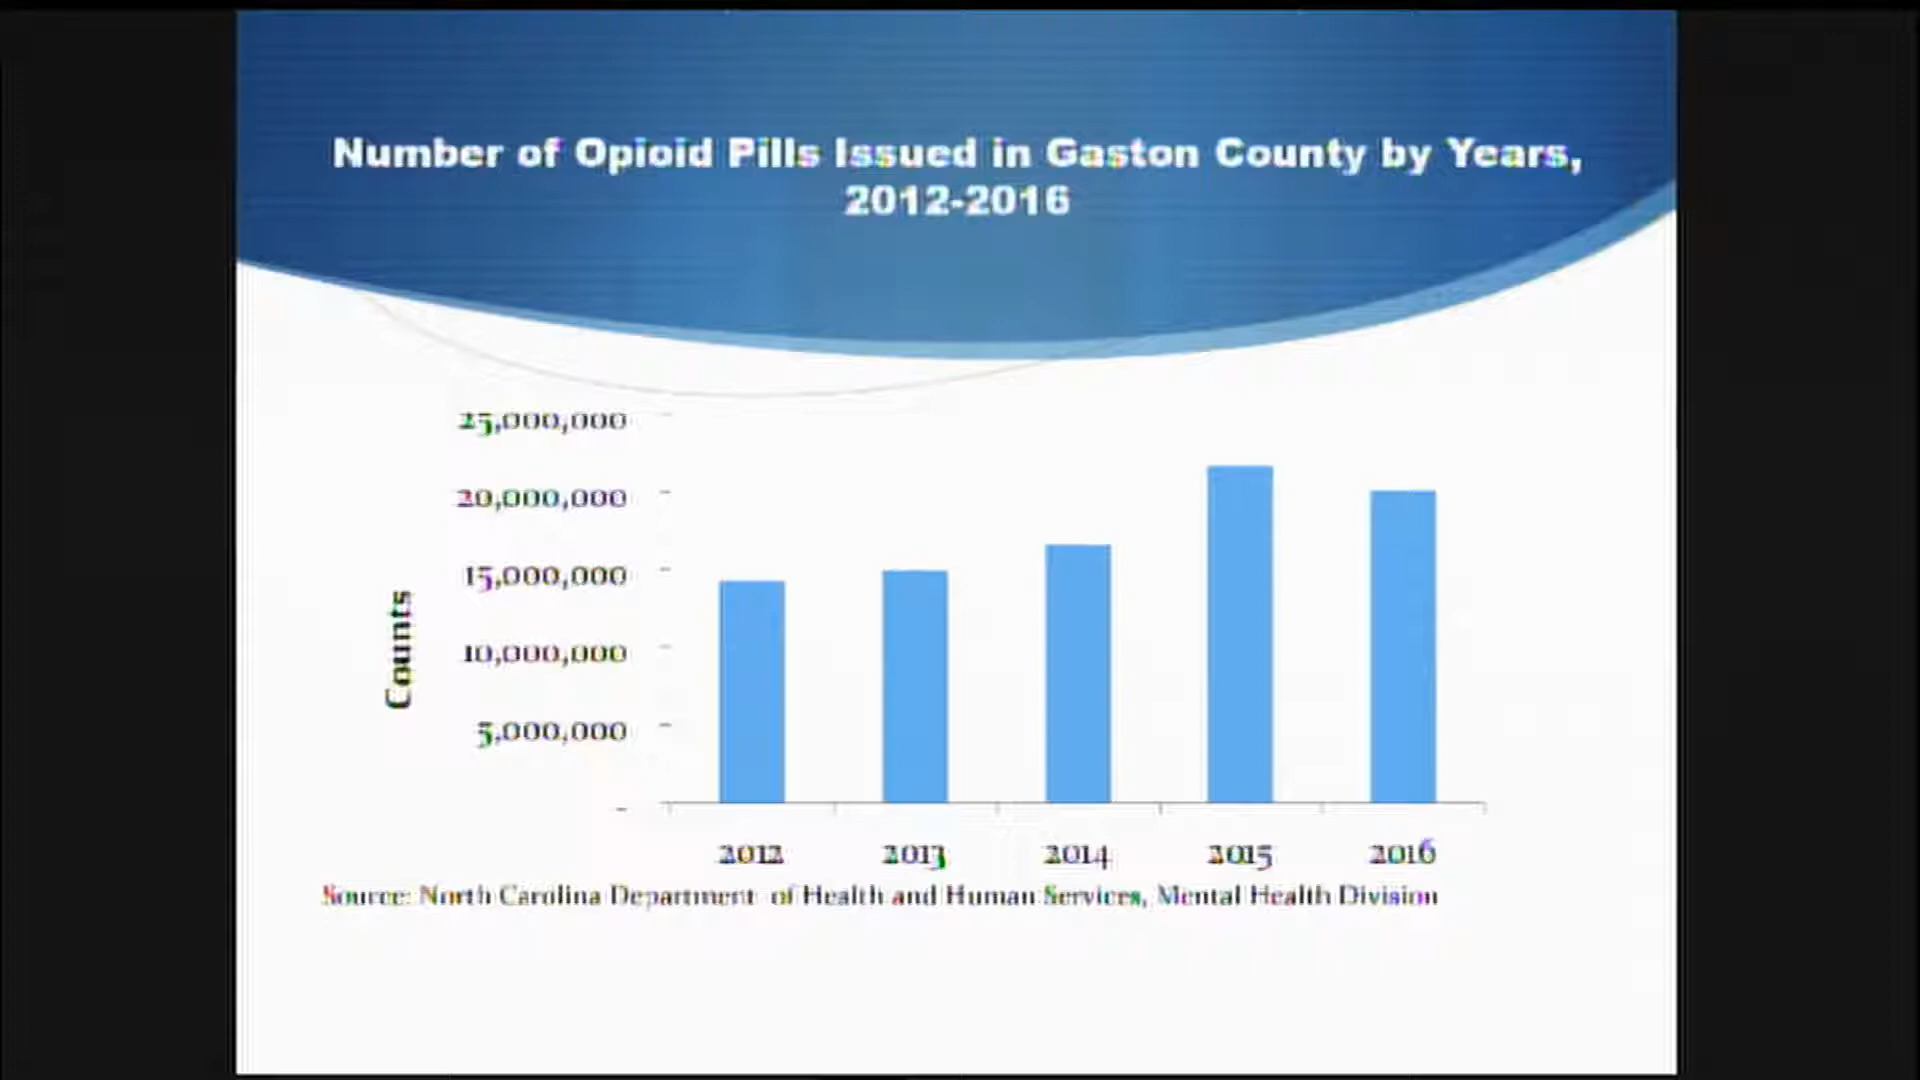 Number of Opioid Pills Issued in Gaston County by Years,
2012-2016
25,000,000
20,000,000
15,000,000
10,000,000
5,000,000
-
Counts
2012 2013 2014 2015 2016
Source: North Carolina Department of Health and Human Services, Mental Health Division